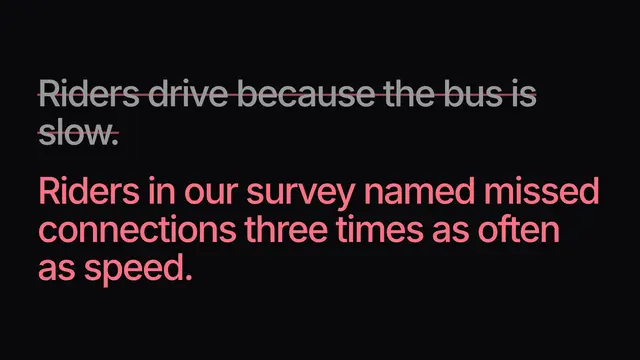 Riders drive because the bus is
slow.
Riders in our survey named missed
connections three times as often
as speed.